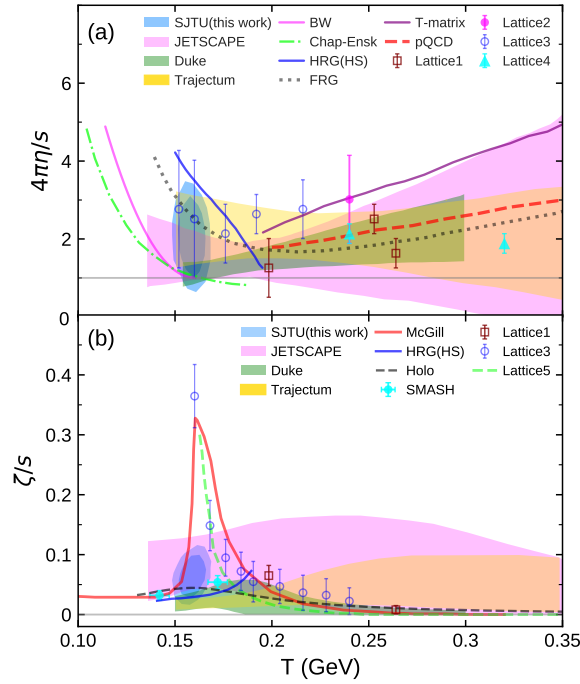 (a)
SJTU(this work)
JETSCAPE
Duke
Trajectum
BW
Chap-Ensk
HRG(HS)
FRG
T-matrix
pQCD
Lattice1
Lattice2
Lattice3
Lattice4
4πη/s
6
4
2
0
(b)
SJTU(this work)
JETSCAPE
Duke
Trajectum
McGill
HRG(HS)
Holo
SMASH
Lattice1
Lattice3
Lattice5
ζ/s
0.4
0.3
0.2
0.1
0
0.10
0.15
0.2
0.25
0.3
0.35
T (GeV)